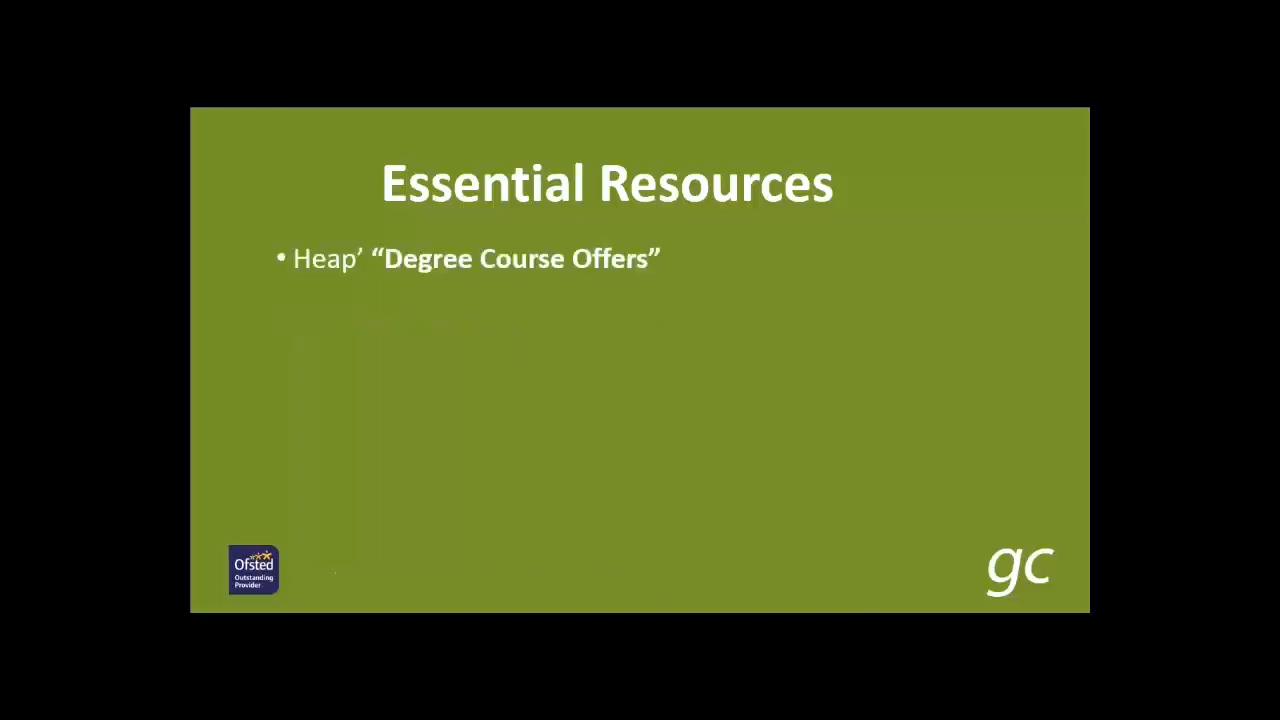 Essential Resources
• Heap’ “Degree Course Offers”
Ofsted
Outstanding
Provider
gc